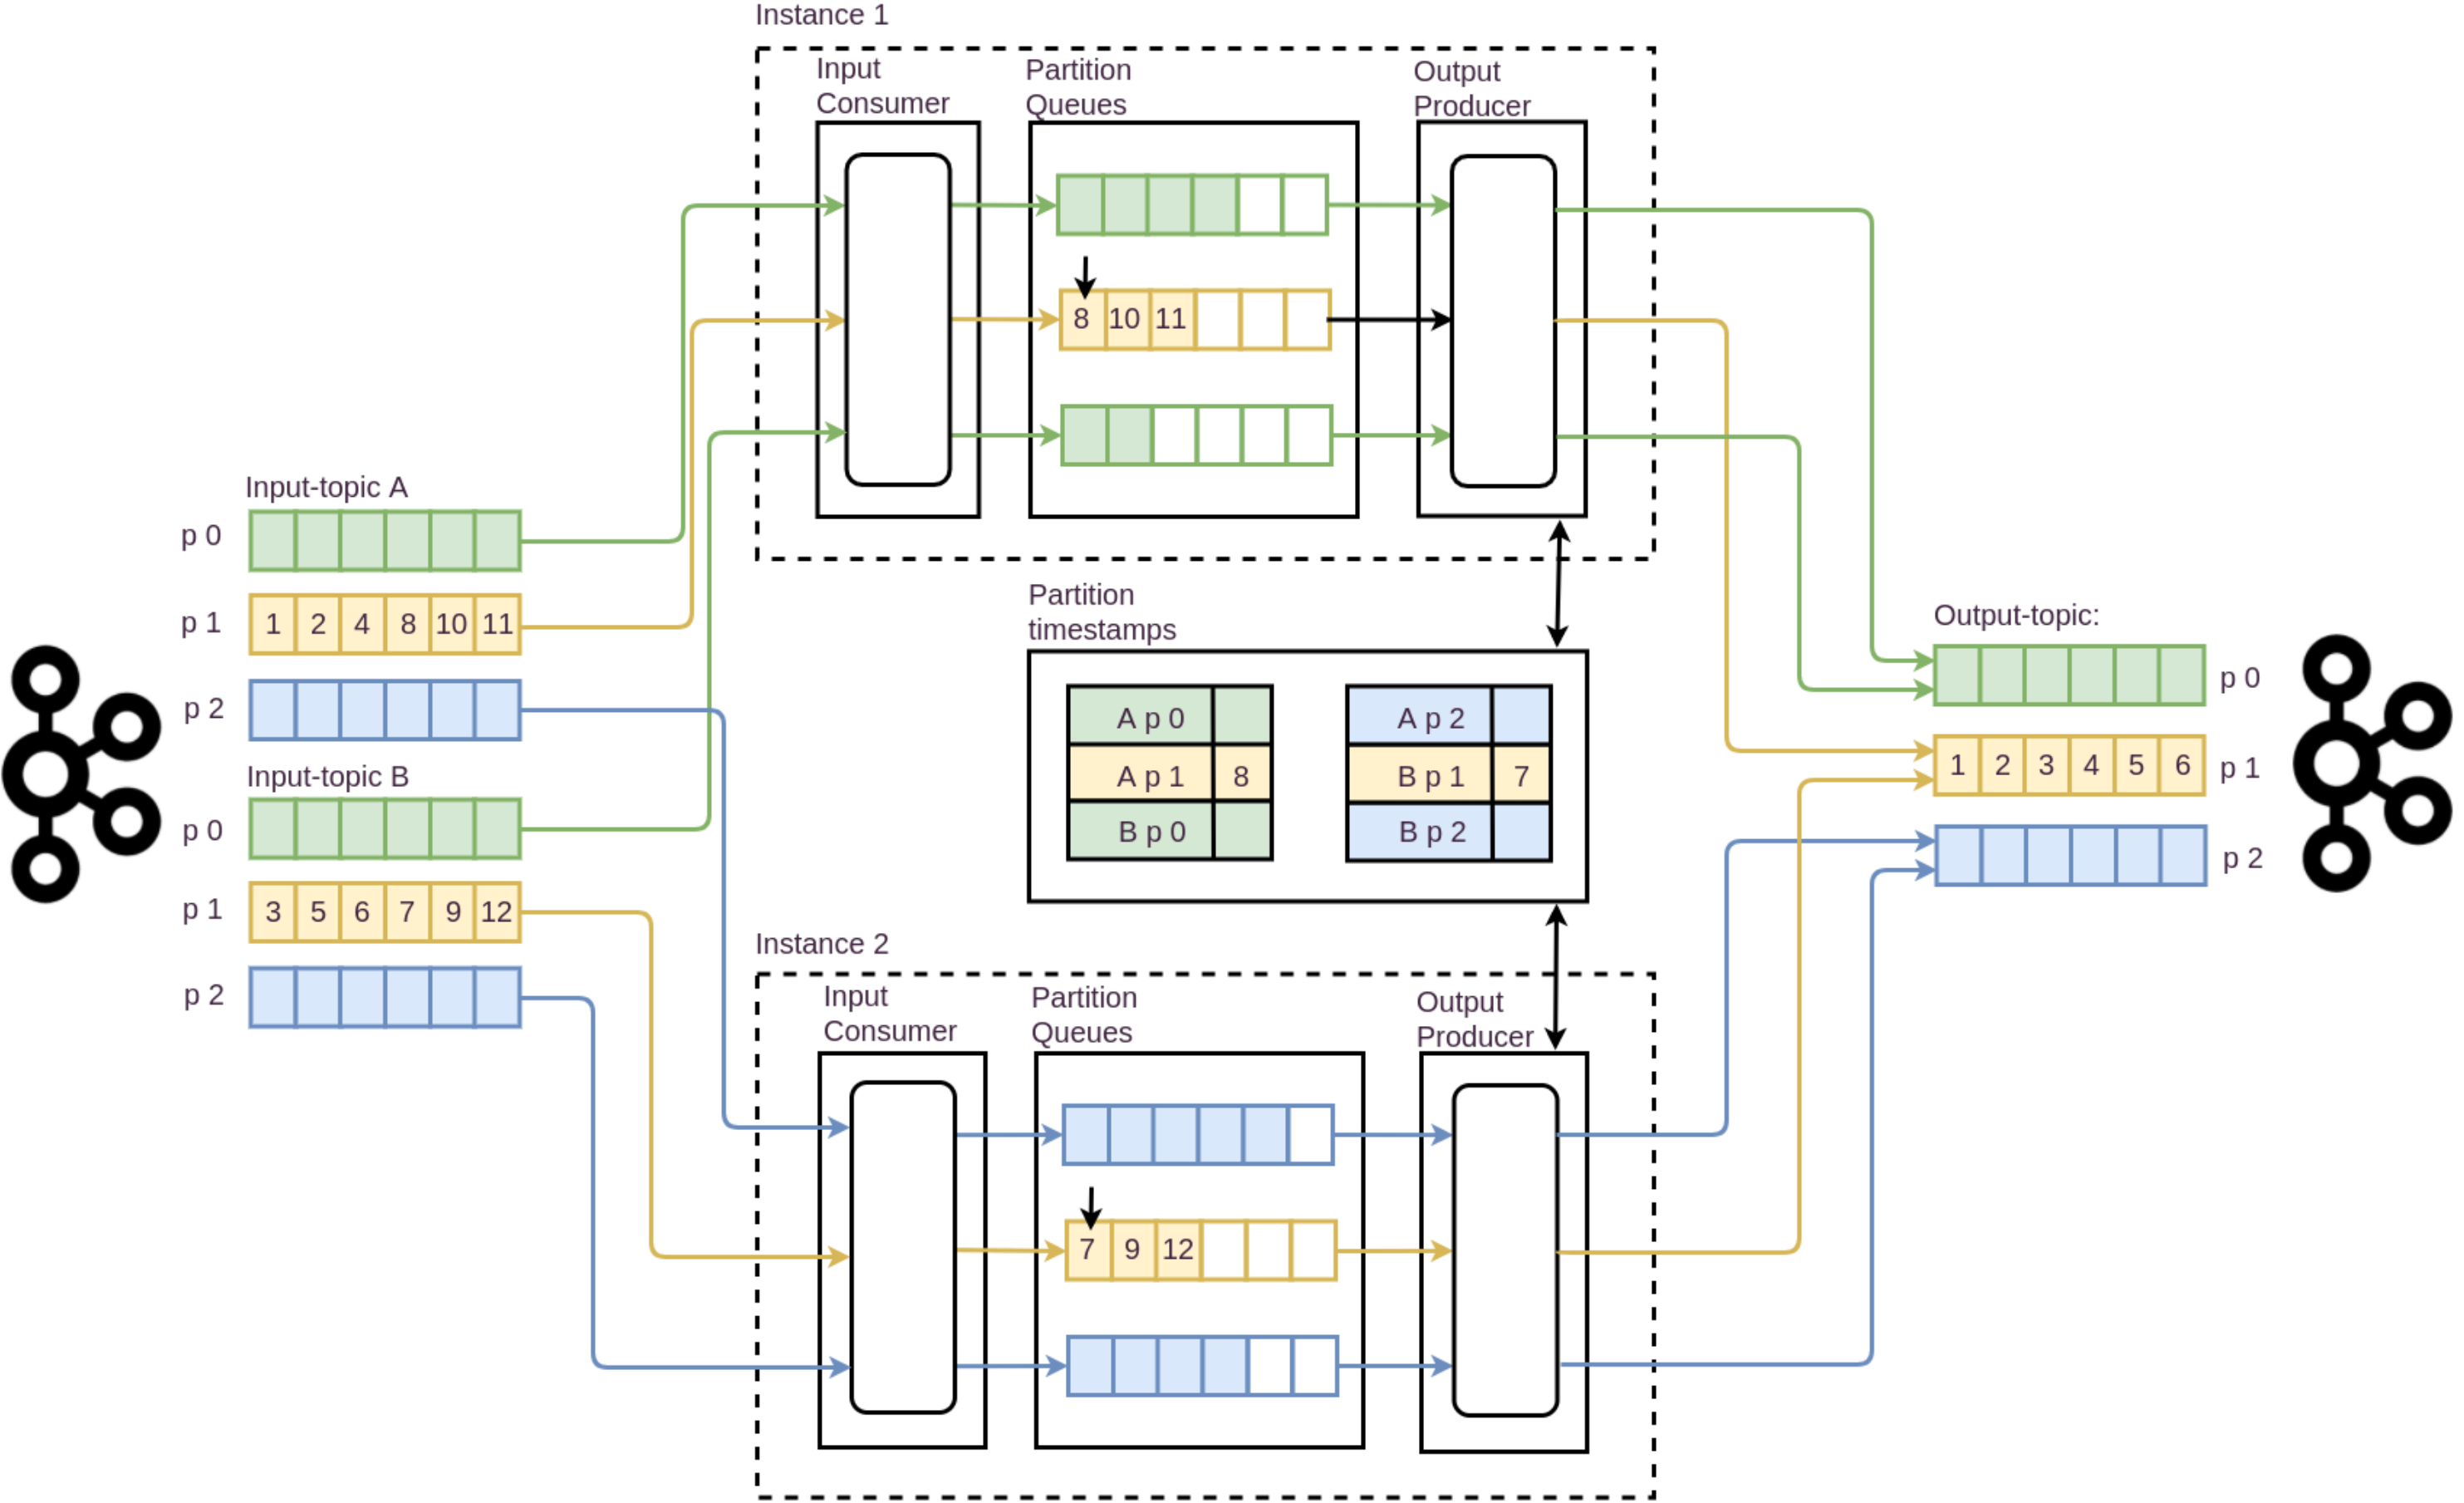 Instance 1
Input
Consumer
Partition
Queues
Output
Producer
8 10 11
Input-topic A
p 0
p 1 1 2 4 8 10 11
p 2
Input-topic B
p 0
p 1 3 5 6 7 9 12
p 2
Partition
timestamps
A p 0
A p 1 8
B p 0
A p 2
B p 1 7
B p 2
Output-topic:
p 0
1 2 3 4 5 6 p 1
p 2
Instance 2
Input
Consumer
Partition
Queues
Output
Producer
7 9 12